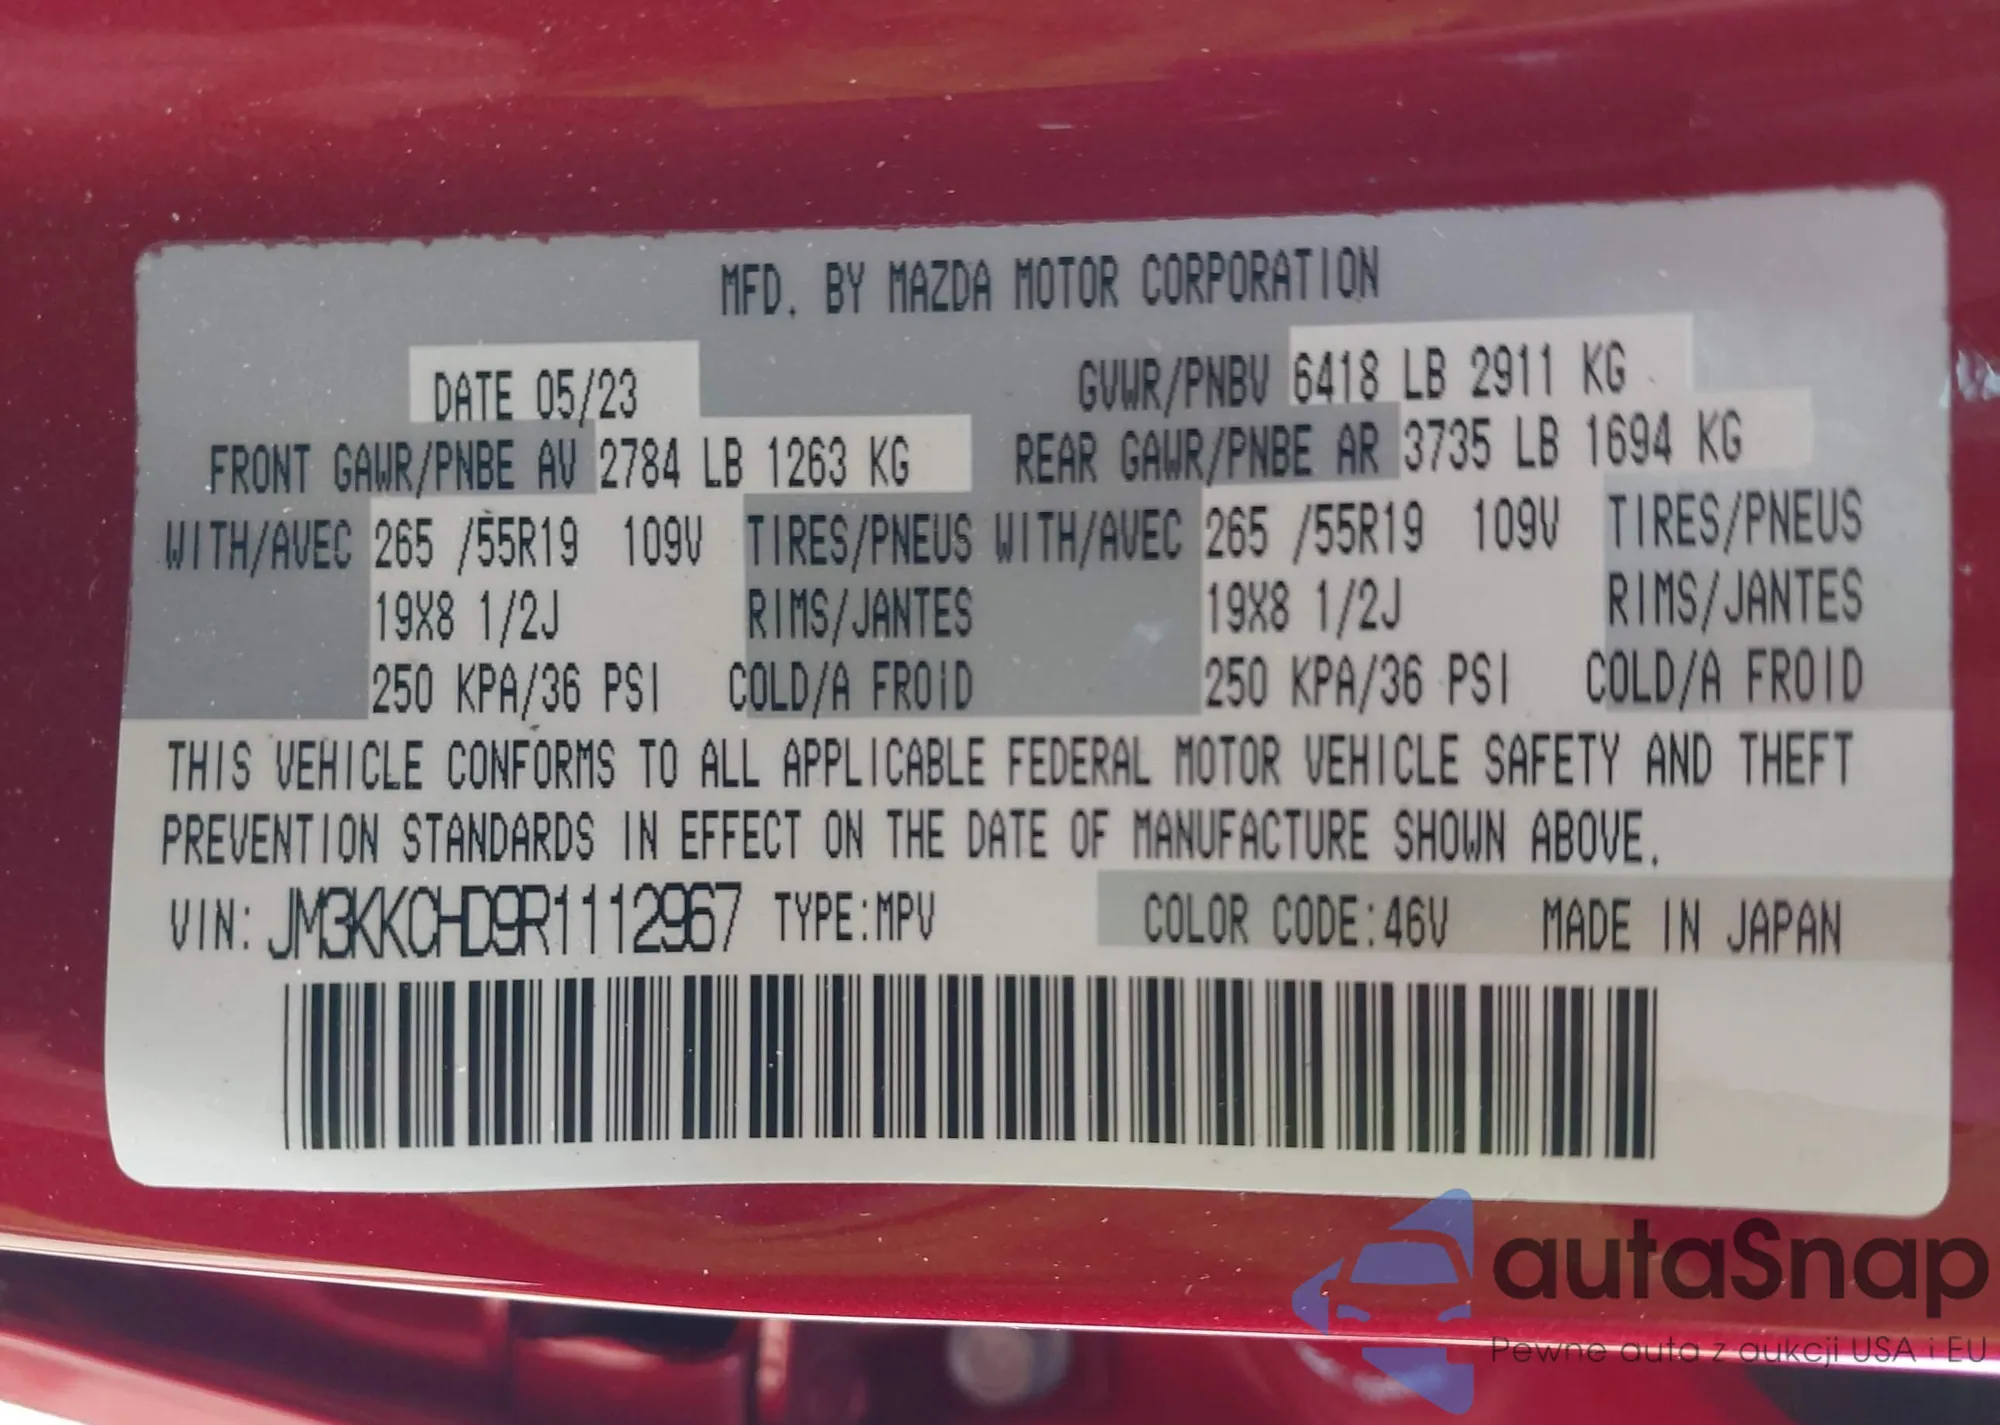 MFD. BY MAZDA MOTOR CORPORATION
DATE 05/23 GVWR/PNBV 6418 LB 2911 KG
FRONT GAWR/PNBE AV 2784 LB 1263 KG REAR GAWR/PNBE AR 3735 LB 1694 KG
WITH/AVEC 265 /55R19 109V TIRES/PNEUS WITH/AVEC 265 /55R19 109V TIRES/PNEUS
19X8 1/2J RIMS/JANTES 19X8 1/2J RIMS/JANTES
250 KPA/36 PSI COLD/A FROID 250 KPA/36 PSI COLD/A FROID
THIS VEHICLE CONFORMS TO ALL APPLICABLE FEDERAL MOTOR VEHICLE SAFETY AND THEFT
PREVENTION STANDARDS IN EFFECT ON THE DATE OF MANUFACTURE SHOWN ABOVE.
VIN: JM3KKCHD9R1112967 TYPE:MPV COLOR CODE:46V MADE IN JAPAN
autaSnap
Pewne auta z aukcji USA i EU